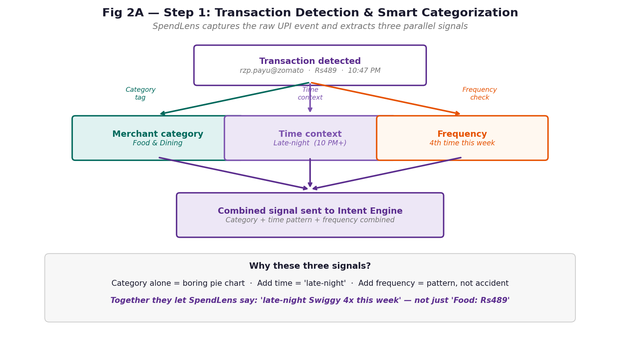 Fig 2A — Step 1: Transaction Detection & Smart Categorization
SpendLens captures the raw UPI event and extracts three parallel signals
Transaction detected
rzp.payu@zomato · Rs489 · 10:47 PM
Category
tag
Time
context
Frequency
check
Merchant category
Food & Dining
Time context
Late-night (10 PM+)
Frequency
4th time this week
Combined signal sent to Intent Engine
Category + time pattern + frequency combined
Why these three signals?
Category alone = boring pie chart · Add time = 'late-night' · Add frequency = pattern, not accident
Together they let SpendLens say: 'late-night Swiggy 4x this week' — not just 'Food: Rs489'